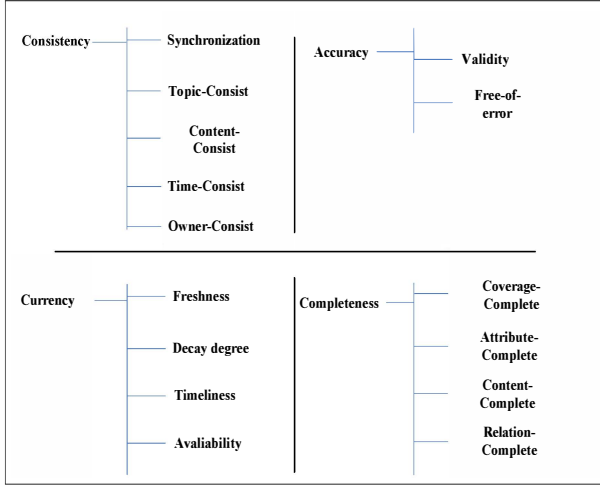 Consistency
Synchronization
Topic-Consist
Content-
Consist
Time-Consist
Owner-Consist
Accuracy
Validity
Free-of-
error
Currency
Freshness
Decay degree
Timeliness
Avaliability
Completeness
Coverage-
Complete
Attribute-
Complete
Content-
Complete
Relation-
Complete